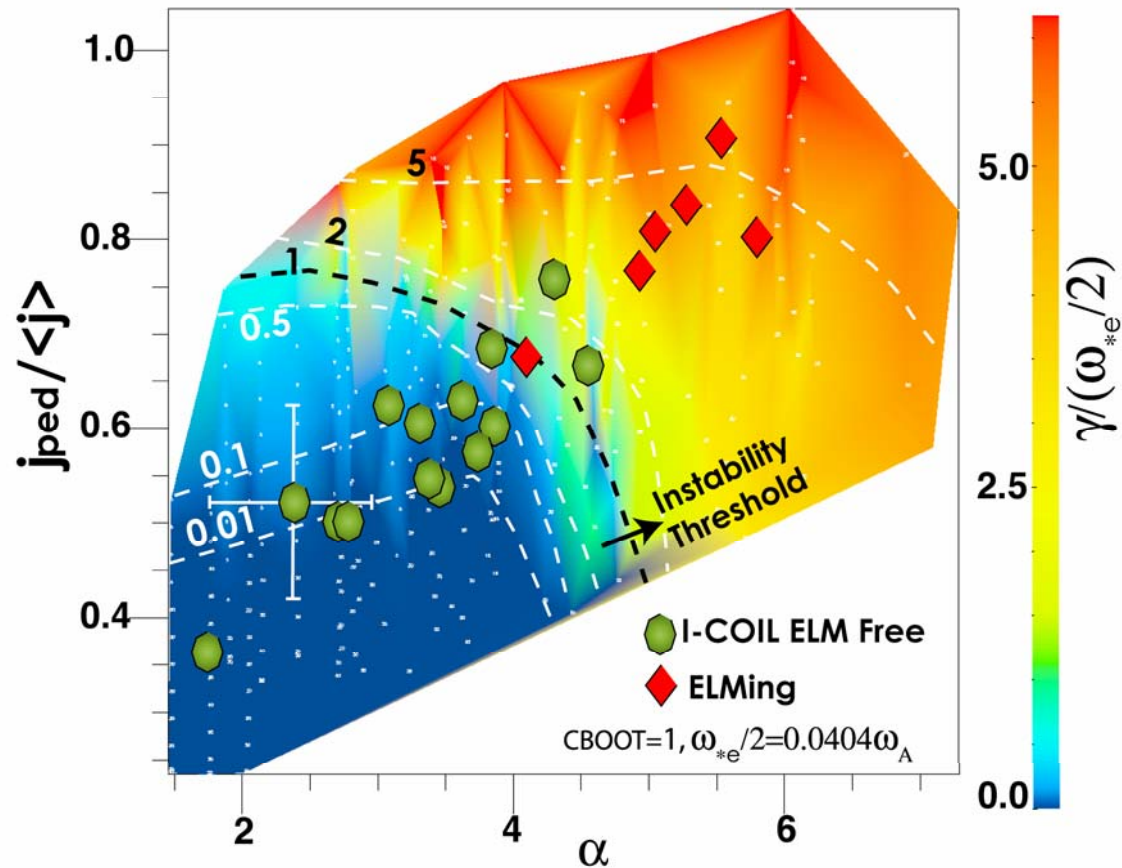 1.0
0.8
0.6
0.4
jped/<j>
5
2
1
0.5
0.1
0.01
Instability
Threshold
I-COIL ELM Free
ELMing
CBOOT=1, ω*e/2=0.0404ωA
2
4
6
α
5.0
2.5
0.0
γ/(ω*e/2)